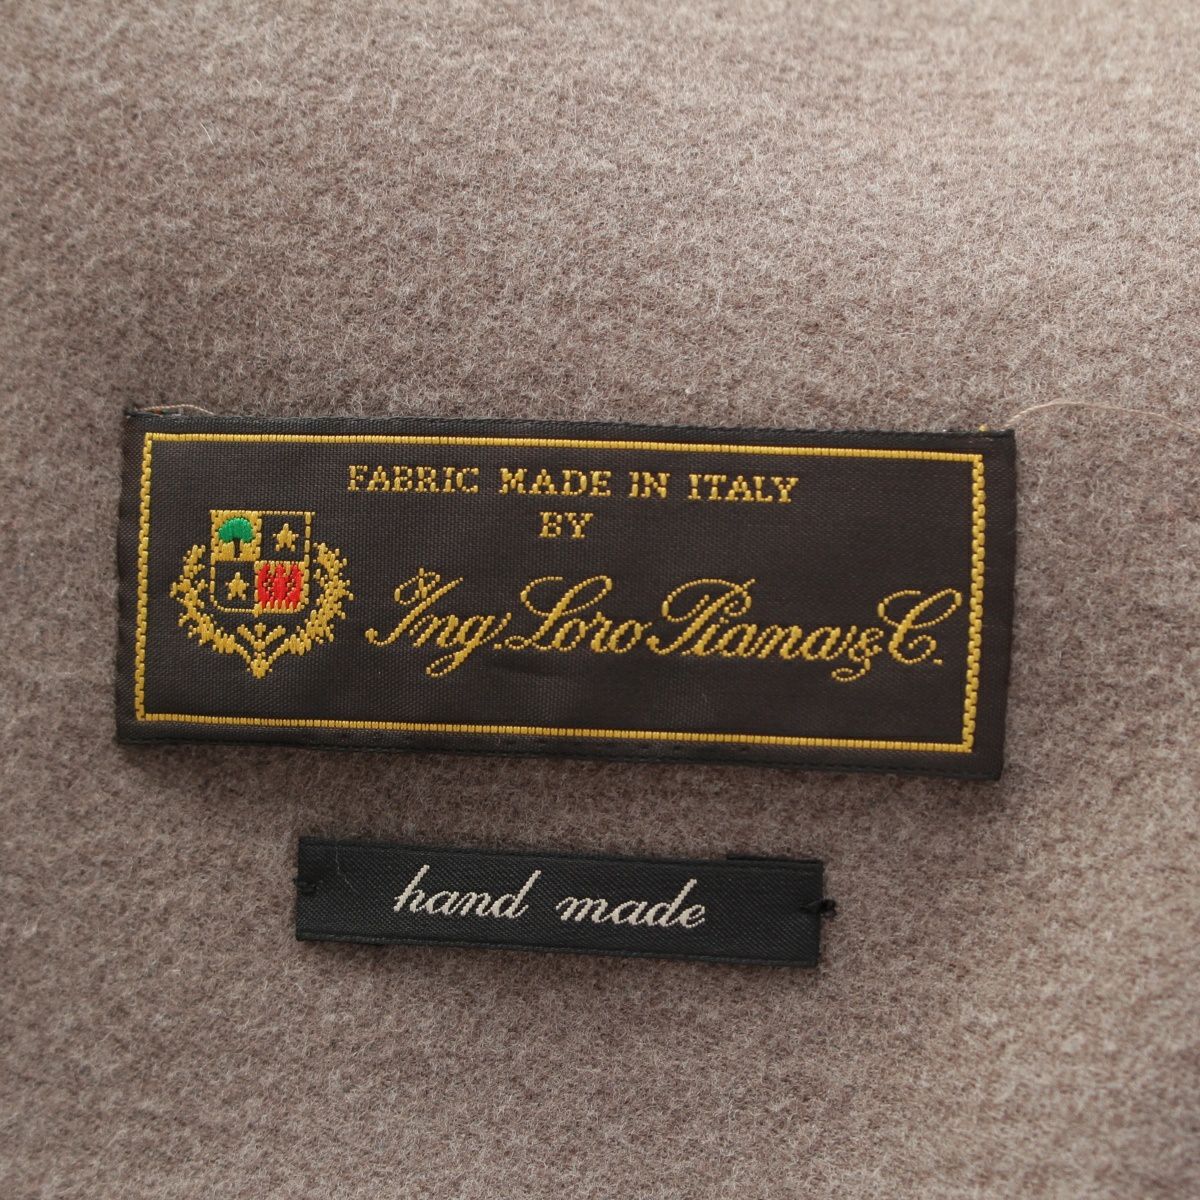 FABRIC MADE IN ITALY
BY
Ing. Loro Piana & C.
hand made